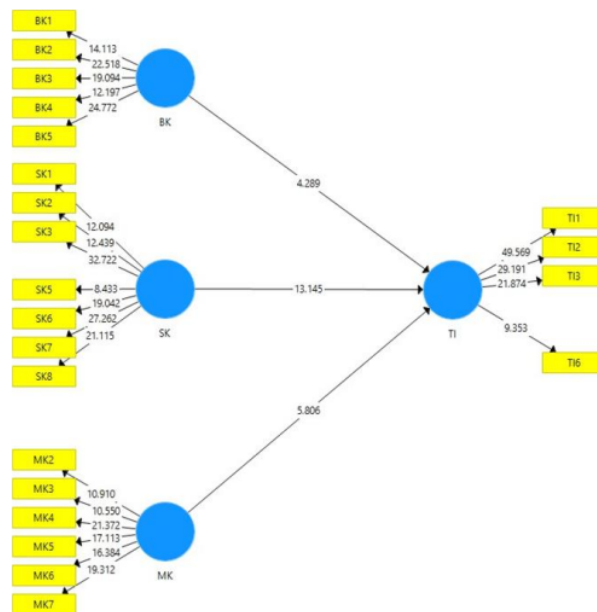 BK1
BK2
BK3
BK4
BK5
14.113
22.518
19.094
12.197
24.772
BK
4.289
SK1
SK2
SK3
SK5
SK6
SK7
SK8
12.094
12.439
32.722
8.433
19.042
27.262
21.115
SK
13.145
TI
49.569
29.191
21.874
9.353
TI1
TI2
TI3
TI6
5.806
MK2
MK3
MK4
MK5
MK6
MK7
10.910
10.550
21.372
17.113
16.384
19.312
MK